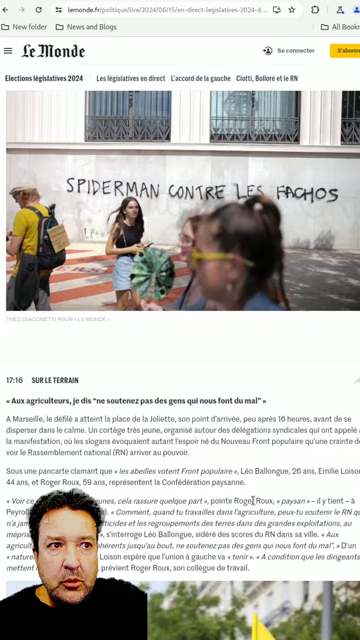 lemonde.fr/politique/live/2024/06/15/en-direct-legislatives-2024-d...
New folder News and Blogs All Bookr
Le Monde Se connecter S'abonn
Elections législatives 2024 Les législatives en direct L'accord de la gauche Ciotti, Bolloré et le RN
SPIDERMAN CONTRE LES FACHOS
THEO GIACOMETTI POUR « LE MONDE »
17:16 SUR LE TERRAIN
« Aux agriculteurs, je dis “ne soutenez pas des gens qui nous font du mal” »
A Marseille, le défilé a atteint la place de la Joliette, son point d'arrivée, peu après 16 heures, avant de se
disperser dans le calme. Un cortège très jeune, organisé autour des délégations syndicales qui ont appelé à
la manifestation, où les slogans évoquaient autant l'espoir né du Nouveau Front populaire qu'une crainte de
voir le Rassemblement national (RN) arriver au pouvoir.
Sous une pancarte clamant que « les abeilles votent Front populaire », Léo Ballongue, 26 ans, Emilie Loison
44 ans, et Roger Roux, 59 ans, représentent la Confédération paysanne.
« Voir ce jeunes, cela rassure quelque part », pointe Roger Roux, « paysan » – il y tient – à
Peyroll « Comment, quand tu travailles dans l'agriculture, peux-tu soutenir le RN qu
n'a jam icides et les regroupements des terres dans des grandes exploitations, au
mépris », s'interroge Léo Ballongue, sidéré des scores du RN dans sa ville. « Aux
agricult hérents jusqu'au bout, ne soutenez pas des gens qui nous font du mal”. » D'un
« nature Loison espère que l'union à gauche va « tenir ». « A condition que les dirigeants
mettent , prévient Roger Roux, son collègue de travail.